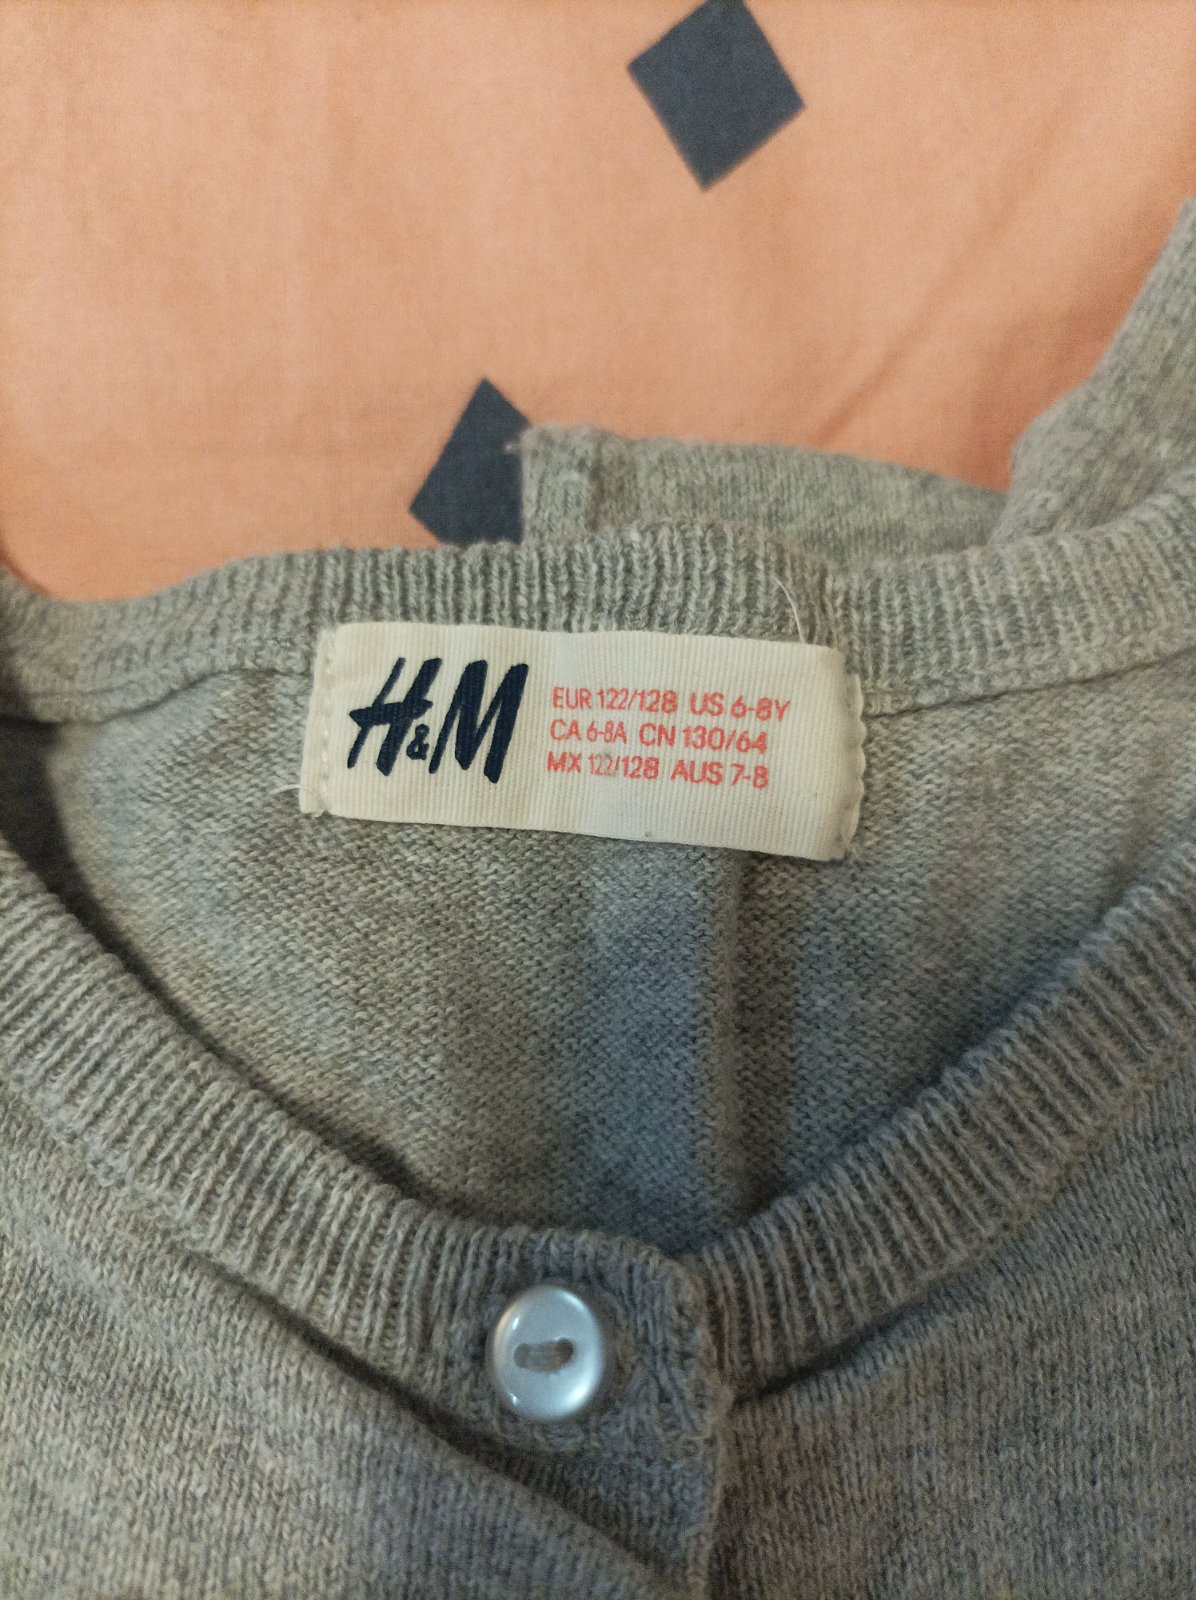 H&M
EUR 122/128 US 6-8Y
CA 6-8A CN 130/64
MX 122/128 AUS 7-8